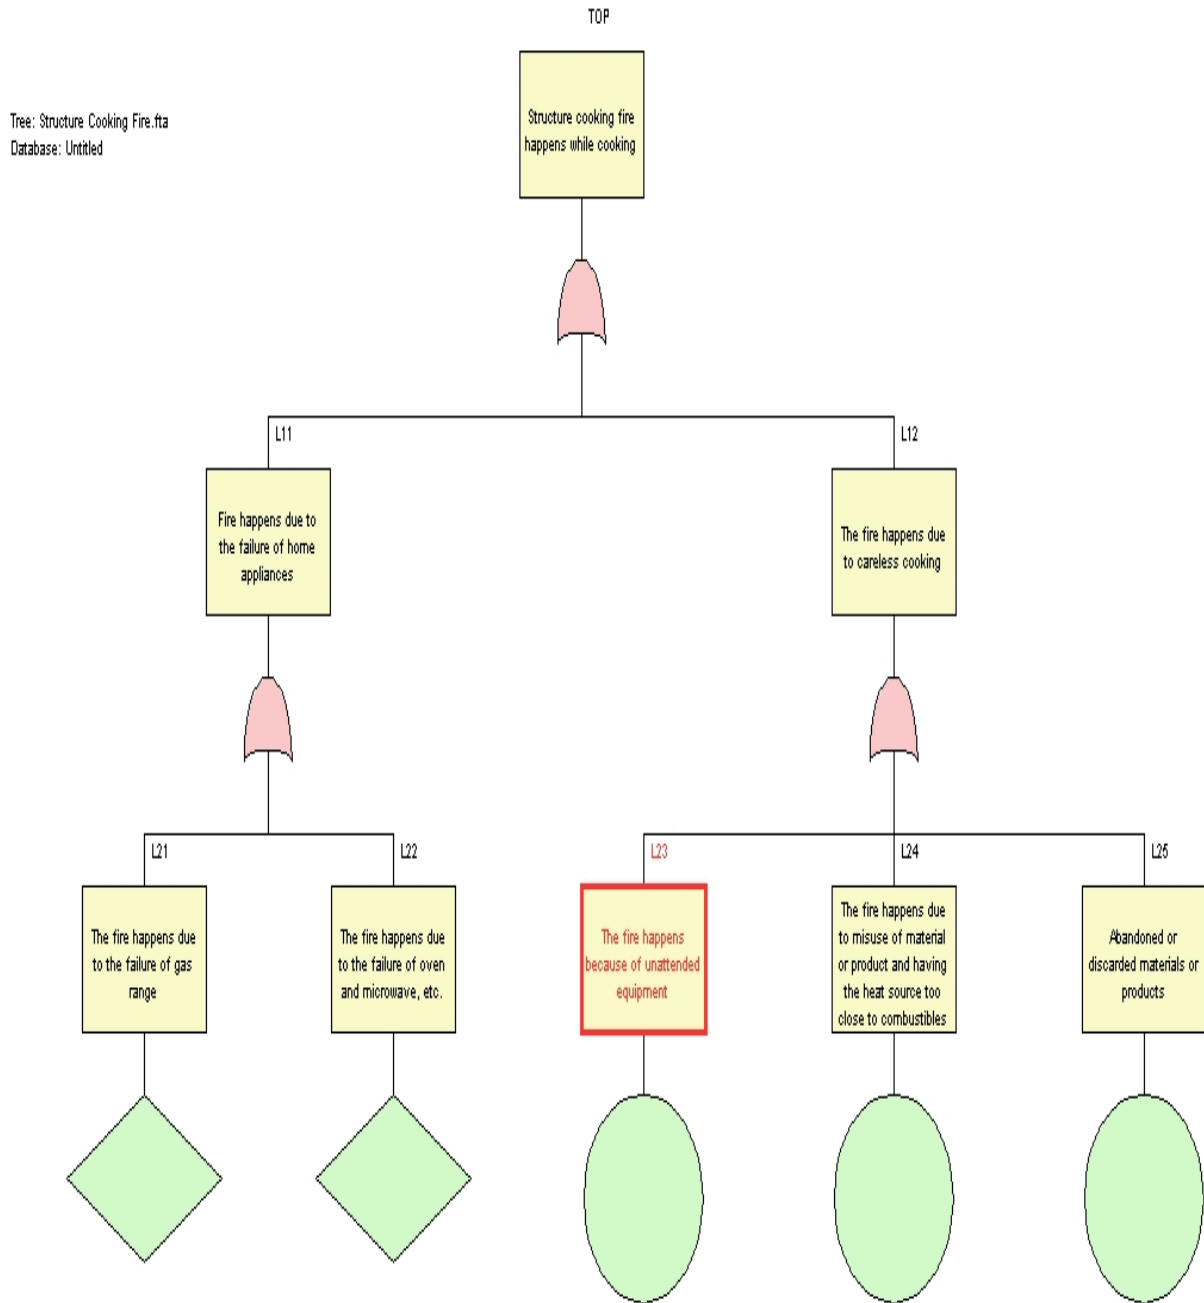 TOP
Tree: Structure Cooking Fire.fta
Database: Untitled
Structure cooking fire
happens while cooking
L11
L12
Fire happens due to
the failure of home
appliances
The fire happens due
to careless cooking
L21
L22
L23
L24
L25
The fire happens due
to the failure of gas
range
The fire happens due
to the failure of oven
and microwave, etc.
The fire happens
because of unattended
equipment
The fire happens due
to misuse of material
or product and having
the heat source too
close to combustibles
Abandoned or
discarded materials or
products